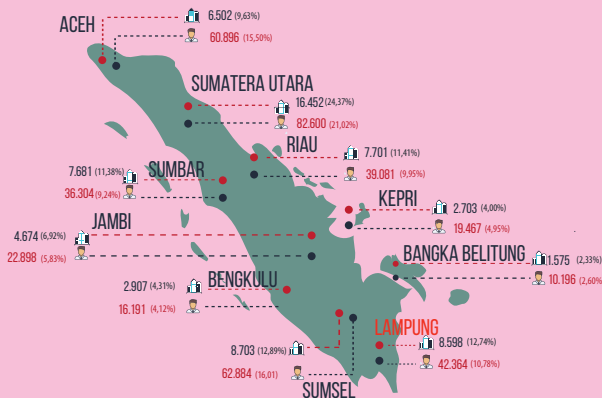 ACEH
6.502 (9,63%)
60.896 (15,50%)
SUMATERA UTARA
16.452 (24,37%)
82.600 (21,02%)
RIAU
7.701 (11,41%)
39.081 (9,95%)
SUMBAR
7.681 (11,38%)
36.304 (9,24%)
KEPRI
2.703 (4,00%)
19.467 (4,95%)
JAMBI
4.674 (6,92%)
22.898 (5,83%)
BANGKA BELITUNG
1.575 (2,33%)
10.196 (2,60%)
BENGKULU
2.907 (4,31%)
16.191 (4,12%)
LAMPUNG
8.598 (12,74%)
42.364 (10,78%)
8.703 (12,89%)
62.884 (16,01)
SUMSEL